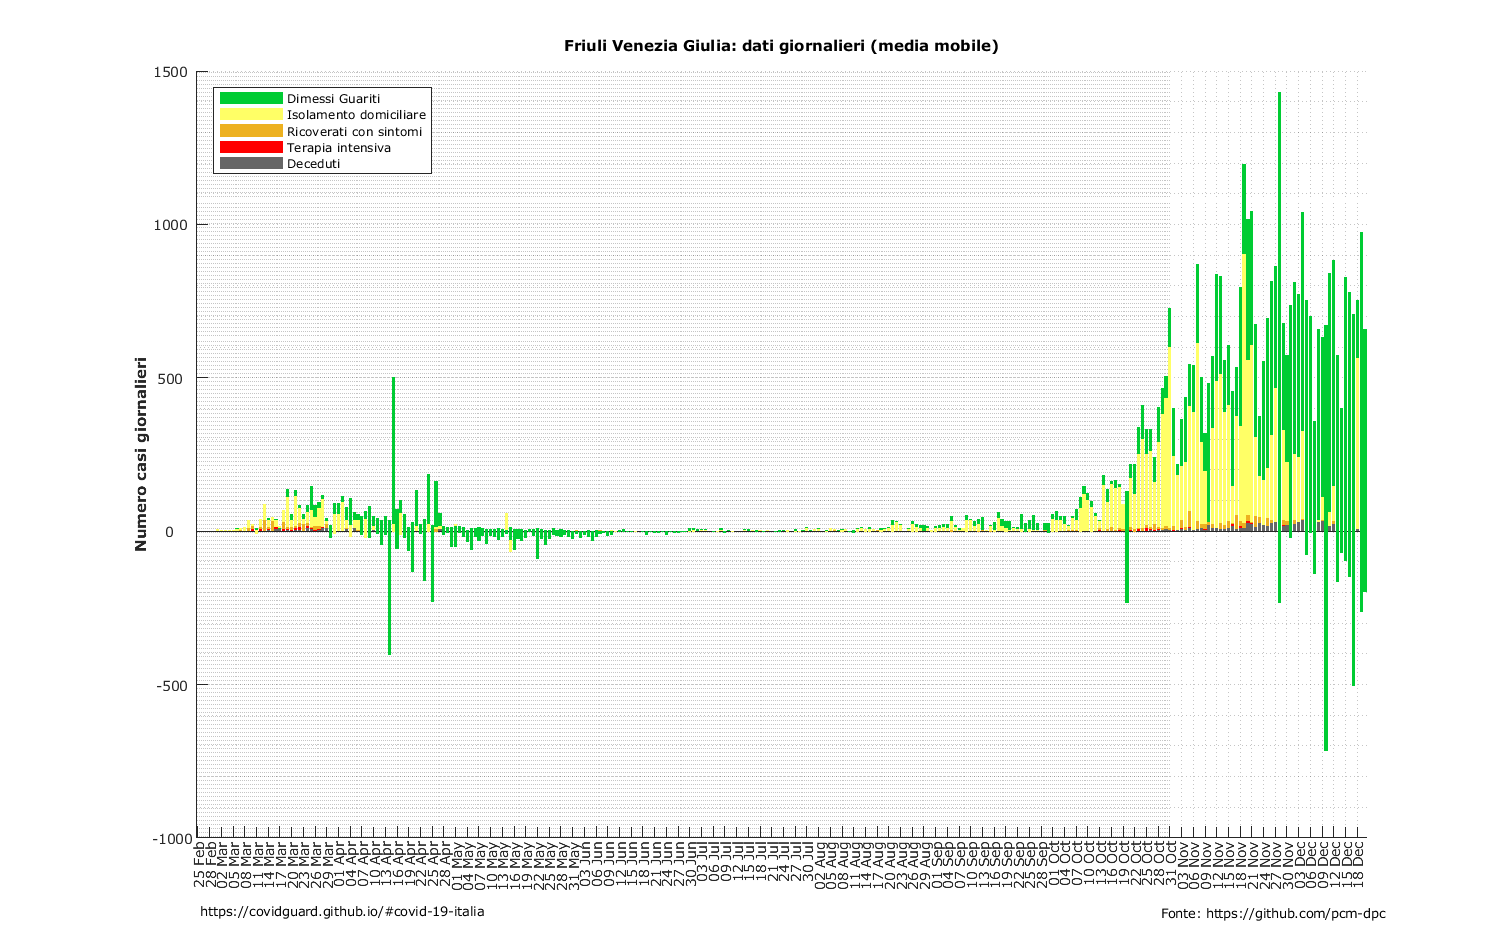 Friuli Venezia Giulia: dati giornalieri (media mobile)
1500
1000
500
0
-500
-1000
Numero casi giornalieri
Dimessi Guariti
Isolamento domiciliare
Ricoverati con sintomi
Terapia intensiva
Deceduti
25 Feb
28 Feb
02 Mar
05 Mar
08 Mar
11 Mar
14 Mar
17 Mar
20 Mar
23 Mar
26 Mar
29 Mar
01 Apr
04 Apr
07 Apr
10 Apr
13 Apr
16 Apr
19 Apr
22 Apr
25 Apr
28 Apr
01 May
04 May
07 May
10 May
13 May
16 May
19 May
22 May
25 May
28 May
31 May
03 Jun
06 Jun
09 Jun
12 Jun
15 Jun
18 Jun
21 Jun
24 Jun
27 Jun
30 Jun
03 Jul
06 Jul
09 Jul
12 Jul
15 Jul
18 Jul
21 Jul
24 Jul
27 Jul
30 Jul
02 Aug
05 Aug
08 Aug
11 Aug
14 Aug
17 Aug
20 Aug
23 Aug
26 Aug
29 Aug
01 Sep
04 Sep
07 Sep
10 Sep
13 Sep
16 Sep
19 Sep
22 Sep
25 Sep
28 Sep
01 Oct
04 Oct
07 Oct
10 Oct
13 Oct
16 Oct
19 Oct
22 Oct
25 Oct
28 Oct
31 Oct
03 Nov
06 Nov
09 Nov
12 Nov
15 Nov
18 Nov
21 Nov
24 Nov
27 Nov
30 Nov
03 Dec
06 Dec
09 Dec
12 Dec
15 Dec
18 Dec
https://covidguard.github.io/#covid-19-italia
Fonte: https://github.com/pcm-dpc